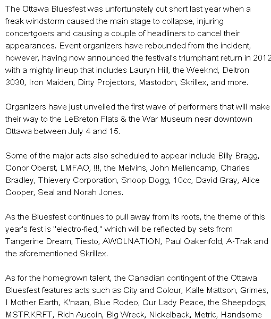 The Ottawa Bluesfest was unfortunately cut short last year when a
freak windstorm caused the main stage to collapse, injuring
concertgoers and causing a couple of headliners to cancel their
appearances. Event organizers have rebounded from the incident,
however, having now announced the festival's triumphant return in 2012
with a mighty lineup that includes Lauryn Hill, the Weeknd, Deltron
3030, Iron Maiden, Dirty Projectors, Mastodon, Skrillex, and more.
Organizers have just unveiled the first wave of performers that will make
their way to the LeBreton Flats & the War Museum near downtown
Ottawa between July 4 and 15.
Some of the major acts also scheduled to appear include Billy Bragg,
Conor Oberst, LMFAO, !!!, the Melvins, John Mellencamp, Charles
Bradley, Thievery Corporation, Snoop Dogg, 10cc, David Gray, Alice
Cooper, Seal and Norah Jones.
As the Bluesfest continues to pull away from its roots, the theme of this
year's fest is "electro-fied," which will be reflected by sets from
Tangerine Dream, Tiesto, AWOLNATION, Paul Oakenfold, A-Trak and
the aforementioned Skrillex.
As for the homegrown talent, the Canadian contingent of the Ottawa
Bluesfest features acts such as City and Colour, Kalle Mattson, Grimes,
I Mother Earth, K'naan, Blue Rodeo, Our Lady Peace, the Sheepdogs,
MSTRKRFT, Rich Aucoin, Big Wreck, Nickelback, Metric, Handsome